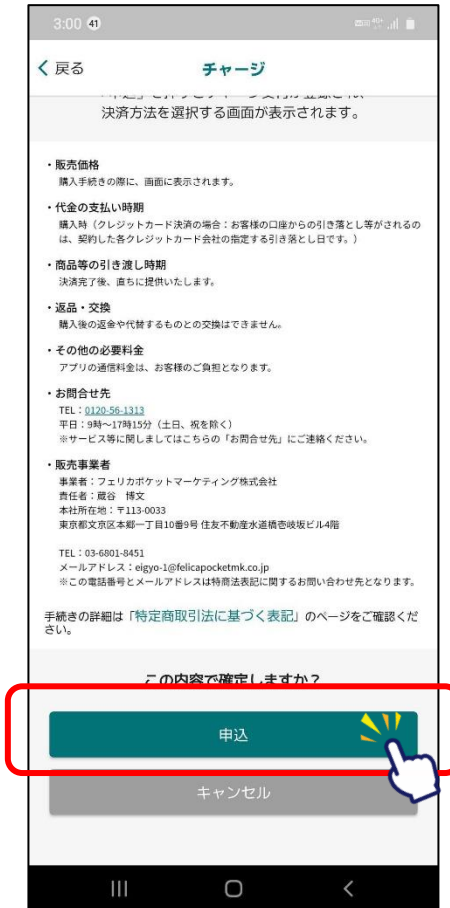 3:00 41
戻る
チャージ
決済方法を選択する画面が表示されます。
・販売価格
購入手続きの際に、画面に表示されます。
・代金の支払い時期
購入時（クレジットカード決済の場合：お客様の口座からの引き落とし等がされるの
は、契約した各クレジットカード会社の指定する引き落とし日です。）
・商品等の引き渡し時期
決済完了後、直ちに提供いたします。
・返品・交換
購入後の返金や代替するものとの交換はできません。
・その他の必要料金
アプリの通信料金は、お客様のご負担となります。
・お問合せ先
TEL：0120-56-1313
平日：9時～17時15分（土日、祝を除く）
※サービス等に関しましてはこちらの「お問合せ先」にご連絡ください。
・販売事業者
事業者：フェリカポケットマーケティング株式会社
責任者：蔵谷　博文
本社所在地：〒113-0033
東京都文京区本郷一丁目10番9号 住友不動産水道橋壱岐坂ビル4階
TEL：03-6801-8451
メールアドレス：eigyo-1@felicapocketmk.co.jp
※この電話番号とメールアドレスは特商法表記に関するお問い合わせ先となります。
手続きの詳細は「特定商取引法に基づく表記」のページをご確認くだ
さい。
この内容で確定しますか？
申込
キャンセル